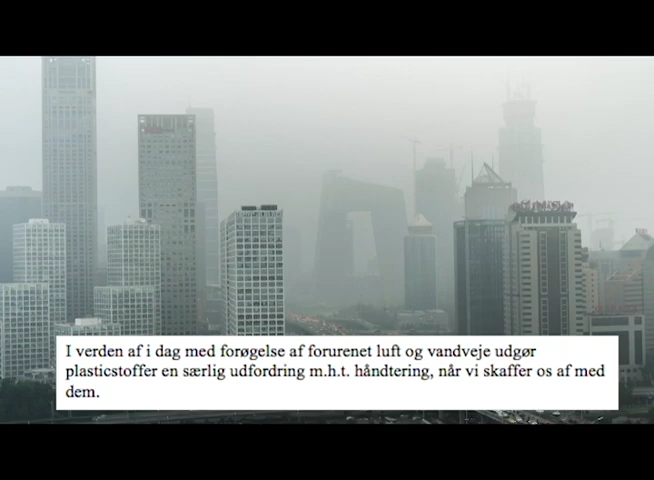 I verden af i dag med forøgelse af forurenet luft og vandveje udgør
plasticstoffer en særlig udfordring m.h.t. håndtering, når vi skaffer os af med
dem.